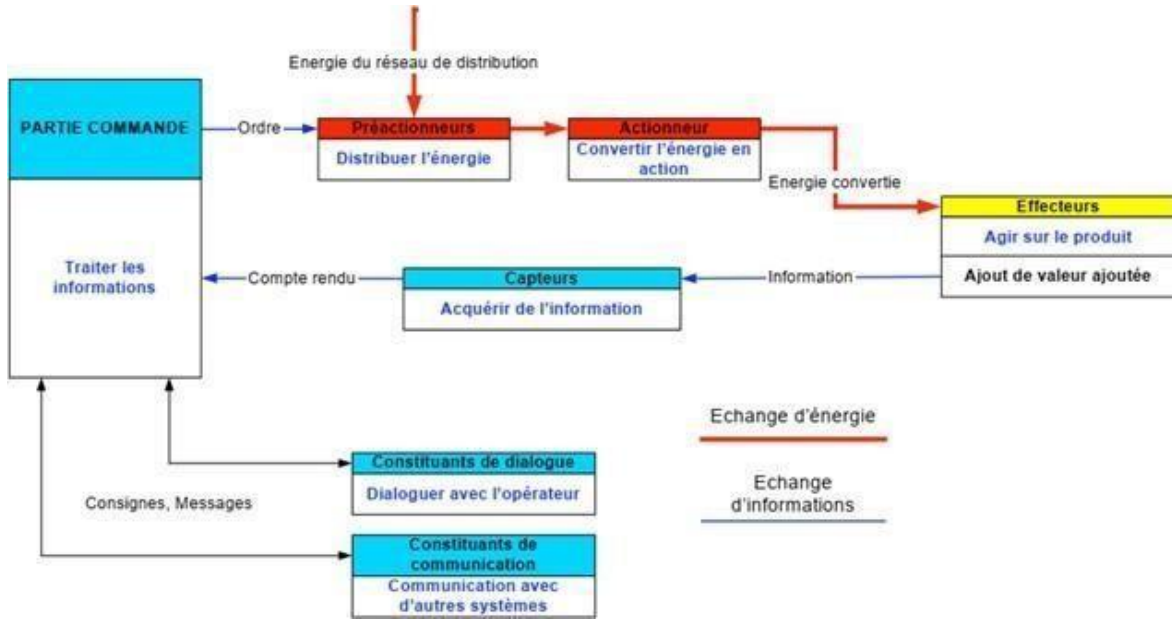 Energie du réseau de distribution
PARTIE COMMANDE
Ordre
Préactionneurs
Distribuer l'énergie
Actionneur
Convertir l'énergie en
action
Energie convertie
Effecteurs
Agir sur le produit
Ajout de valeur ajoutée
Traiter les
informations
Compte rendu
Capteurs
Acquérir de l'information
Information
Echange d'énergie
Echange
d'informations
Constituants de dialogue
Dialoguer avec l'opérateur
Consignes, Messages
Constituants de
communication
Communication avec
d'autres systèmes